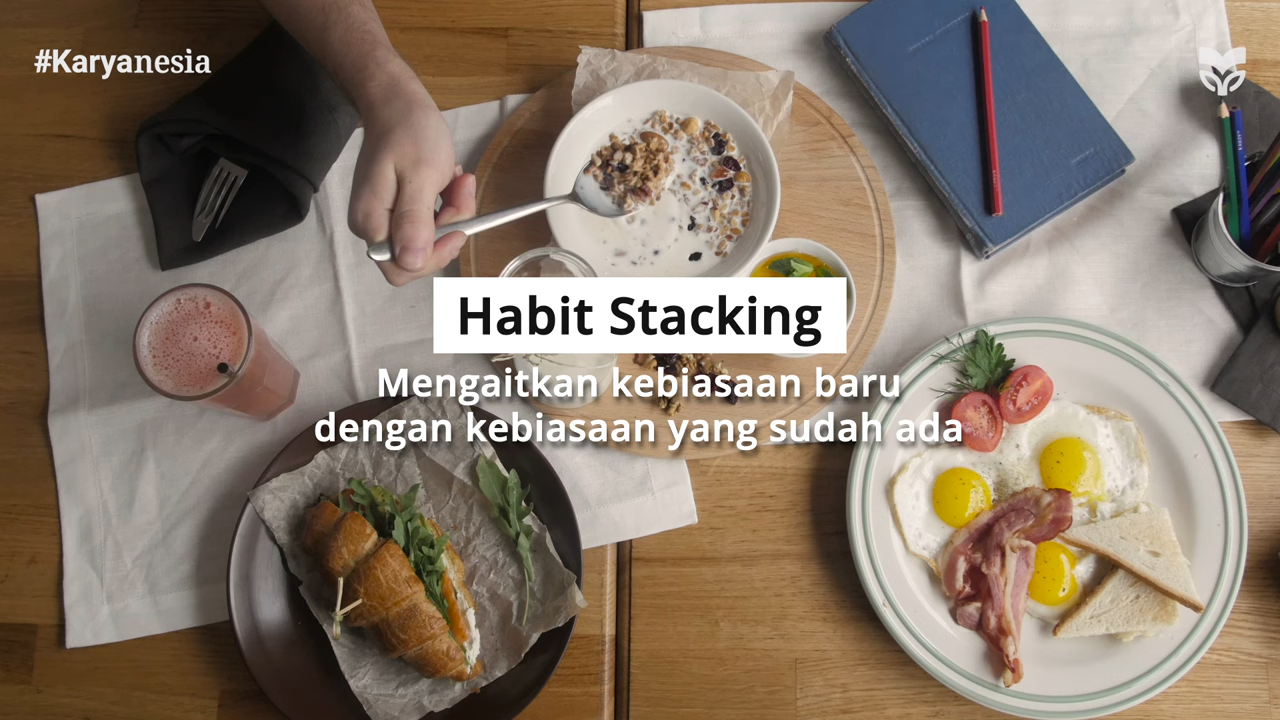 #Karyanesia
Habit Stacking
Mengaitkan kebiasaan baru
dengan kebiasaan yang sudah ada